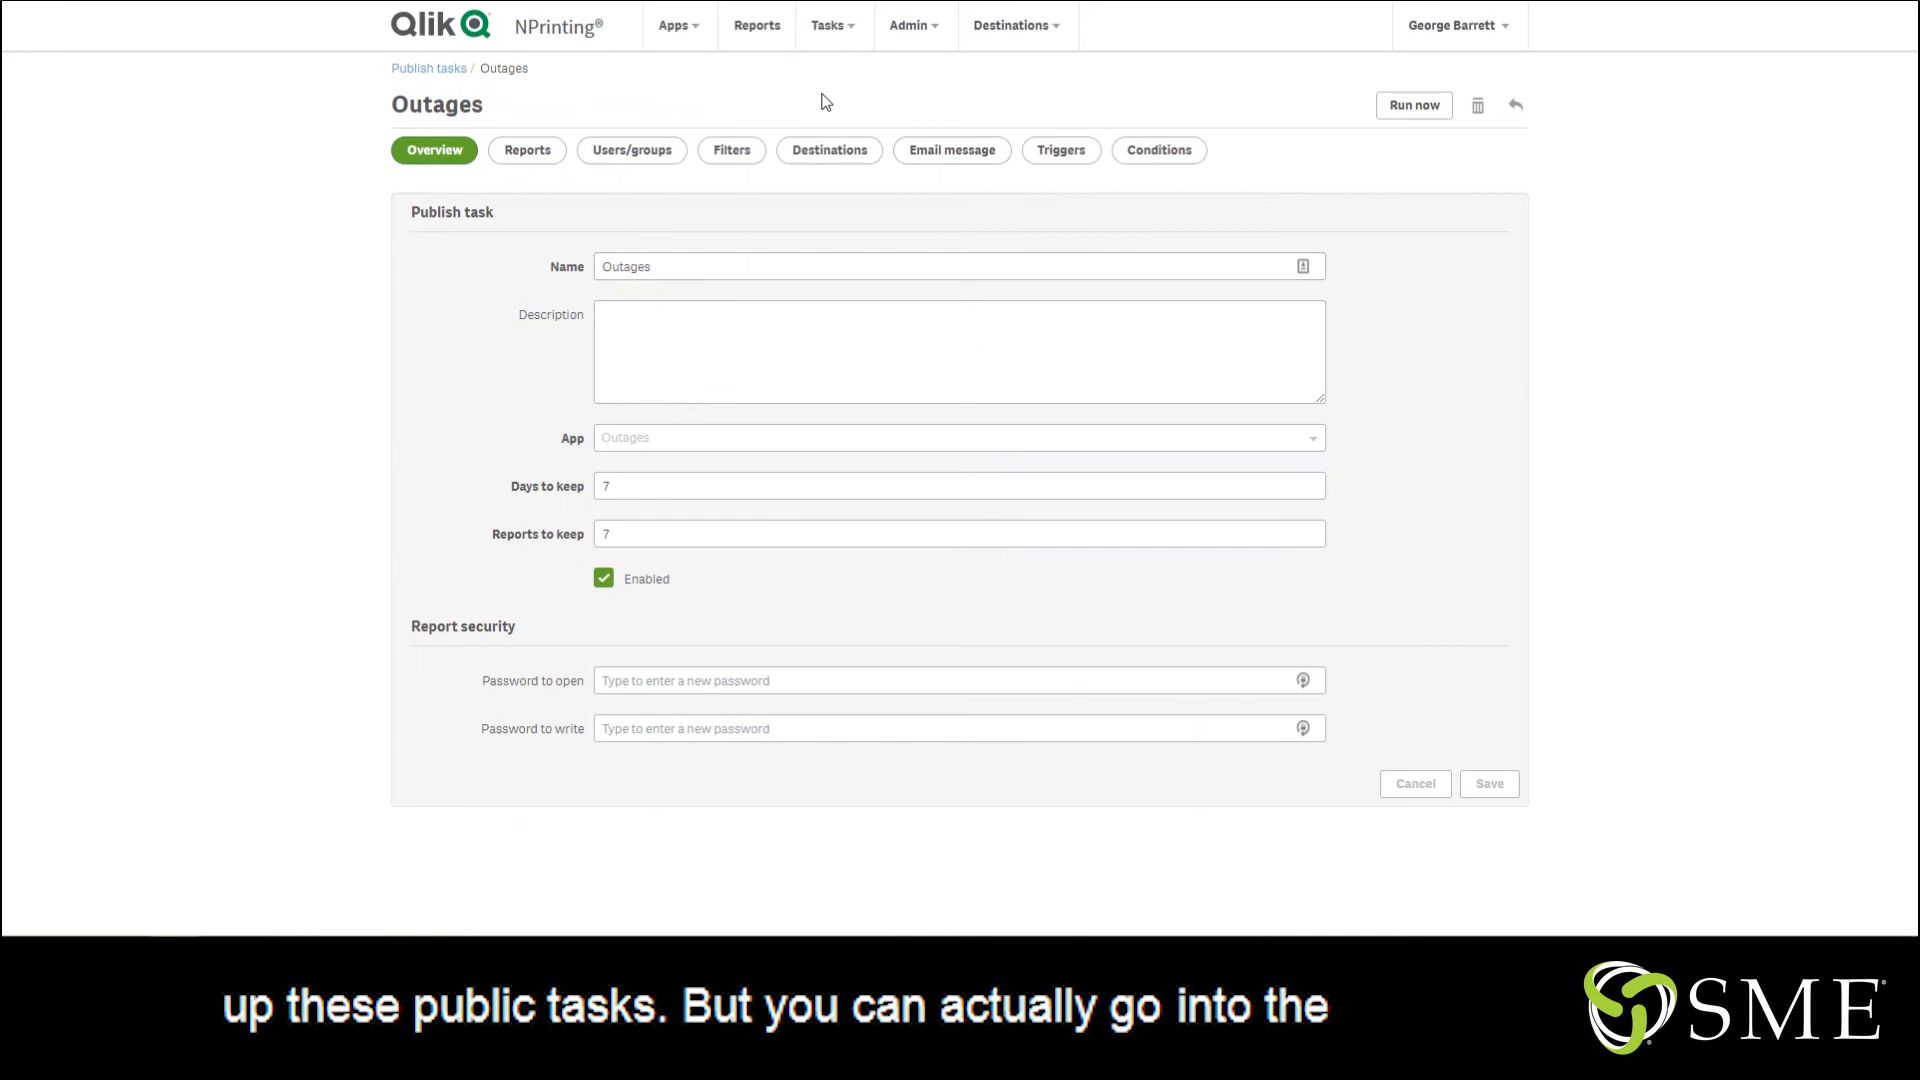 Qlik NPrinting® Apps Reports Tasks Admin Destinations George Barrett
Publish tasks / Outages
Outages
Run now
Overview Reports Users/groups Filters Destinations Email message Triggers Conditions
Publish task
Name Outages
Description
App Outages
Days to keep 7
Reports to keep 7
Enabled
Report security
Password to open Type to enter a new password
Password to write Type to enter a new password
Cancel Save
up these public tasks. But you can actually go into the
SME